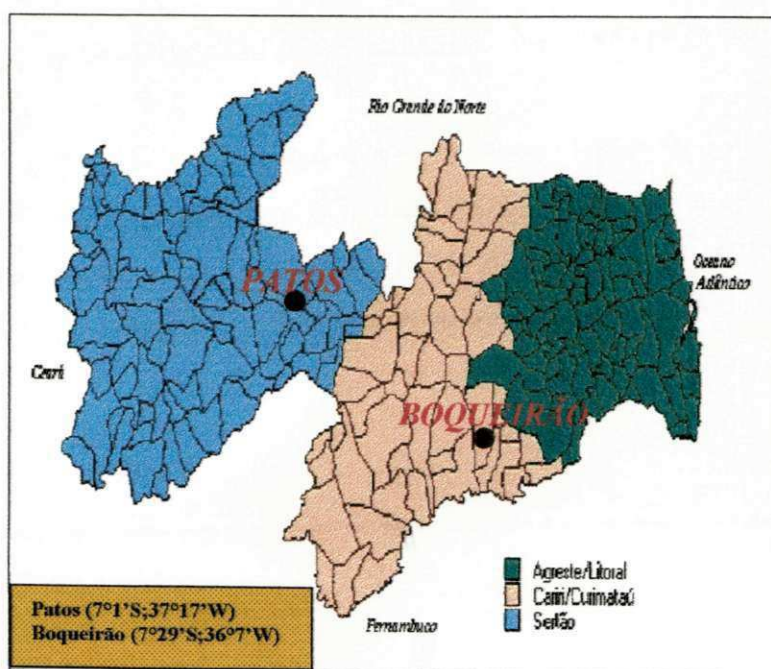 Rio Grande do Norte
Oceano
Atlântico
PATOS
Ceará
BOQUEIRÃO
Agreste/Litoral
Cariri/Curimataú
Sertão
Patos (7°1'S;37°17'W)
Boqueirão (7°29'S;36°7'W)
Pernambuco